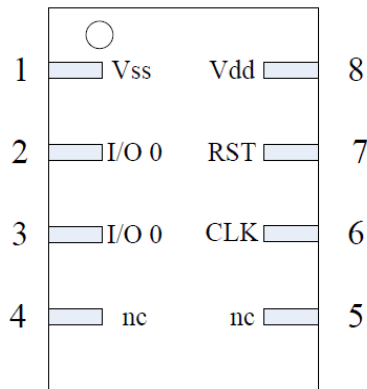 1 Vss Vdd 8
2 I/O 0 RST 7
3 I/O 0 CLK 6
4 nc nc 5